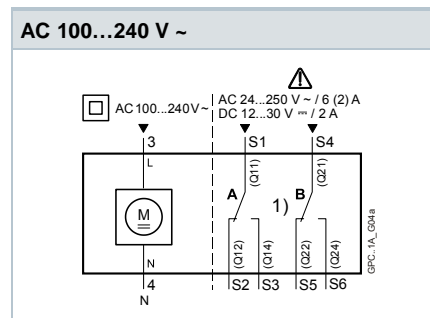 AC 100...240 V ~
AC 100...240V~
AC 24...250 V ~ / 6 (2) A
DC 12...30 V ⎓ / 2 A
3 S1 S4
L (Q11) (Q21)
A B
M 1)
N (Q12) (Q14) (Q22) (Q24)
4 S2 S3 S5 S6
N
GPC..1A_G04a